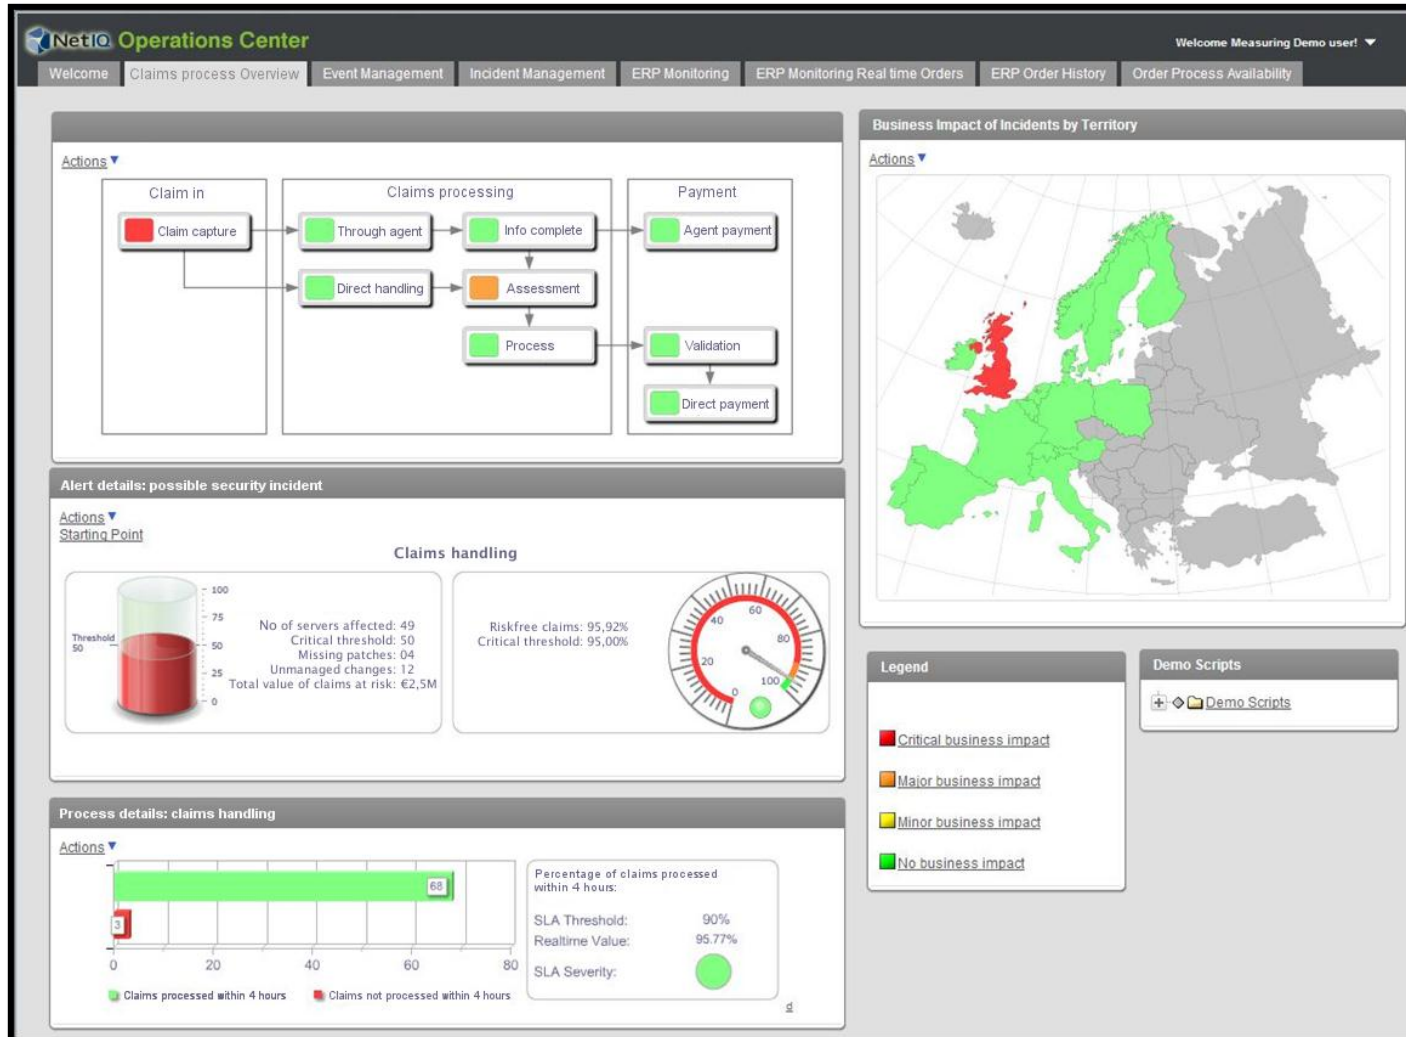 NetIQ Operations Center
Welcome Measuring Demo user!
Welcome
Claims process Overview
Event Management
Incident Management
ERP Monitoring
ERP Monitoring Real time Orders
ERP Order History
Order Process Availability
Actions
Claim in
Claims processing
Payment
Claim capture
Through agent
Info complete
Agent payment
Direct handling
Assessment
Process
Validation
Direct payment
Business Impact of Incidents by Territory
Actions
Alert details: possible security incident
Actions
Starting Point
Claims handling
Threshold
50
100
75
50
25
0
No of servers affected: 49
Critical threshold: 50
Missing patches: 04
Unmanaged changes: 12
Total value of claims at risk: €2,5M
Riskfree claims: 95,92%
Critical threshold: 95,00%
0
20
40
60
80
100
Legend
Critical business impact
Major business impact
Minor business impact
No business impact
Demo Scripts
Demo Scripts
Process details: claims handling
Actions
68
3
0
20
40
60
80
Claims processed within 4 hours
Claims not processed within 4 hours
Percentage of claims processed
within 4 hours:
SLA Threshold: 90%
Realtime Value: 95.77%
SLA Severity:
d